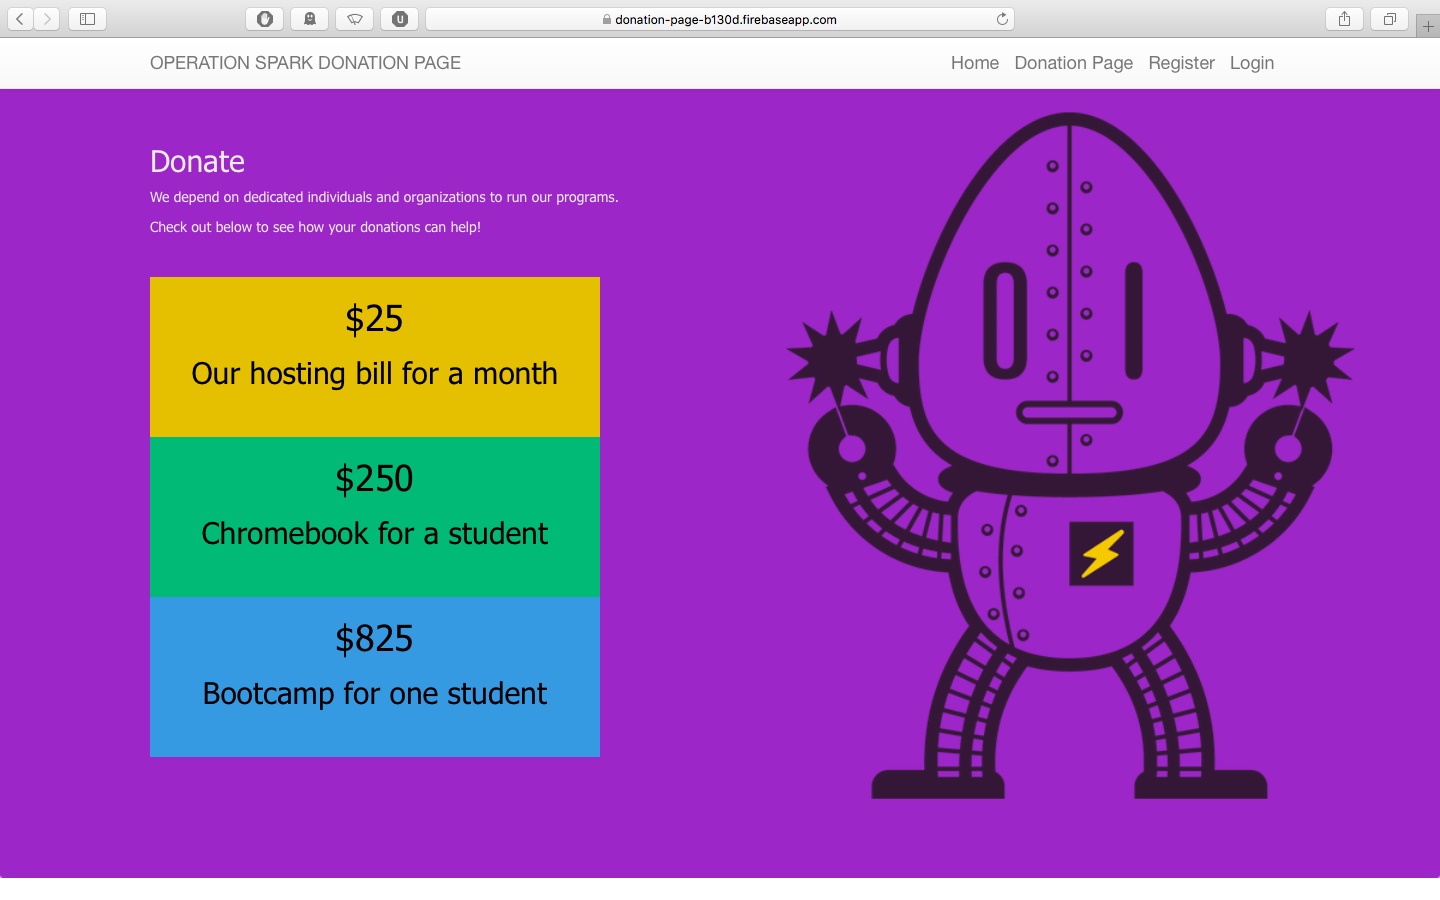 donation-page-b130d.firebaseapp.com
OPERATION SPARK DONATION PAGE
Home Donation Page Register Login
Donate
We depend on dedicated individuals and organizations to run our programs.
Check out below to see how your donations can help!
$25
Our hosting bill for a month
$250
Chromebook for a student
$825
Bootcamp for one student